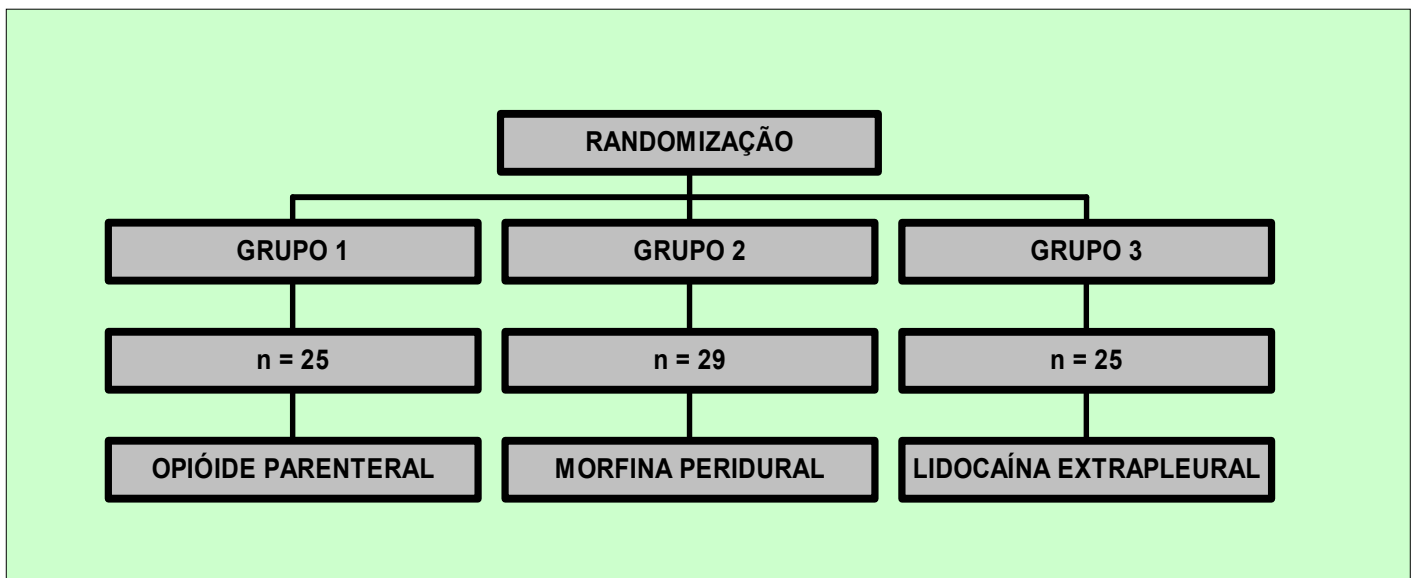 RANDOMIZAÇÃO
GRUPO 1
GRUPO 2
GRUPO 3
n = 25
n = 29
n = 25
OPIÓIDE PARENTERAL
MORFINA PERIDURAL
LIDOCAÍNA EXTRAPLEURAL